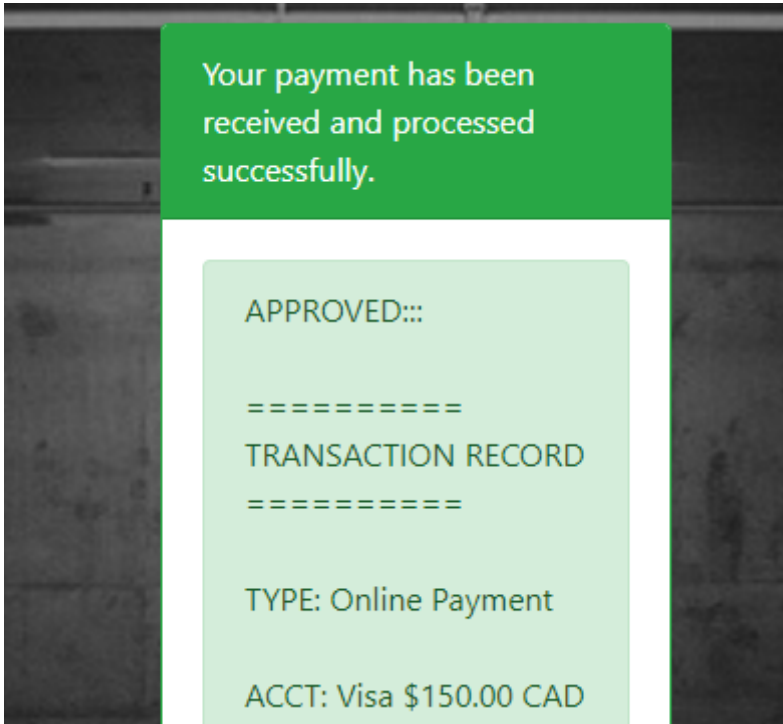 Your payment has been
received and processed
successfully.
APPROVED:::
==========
TRANSACTION RECORD
==========
TYPE: Online Payment
ACCT: Visa $150.00 CAD